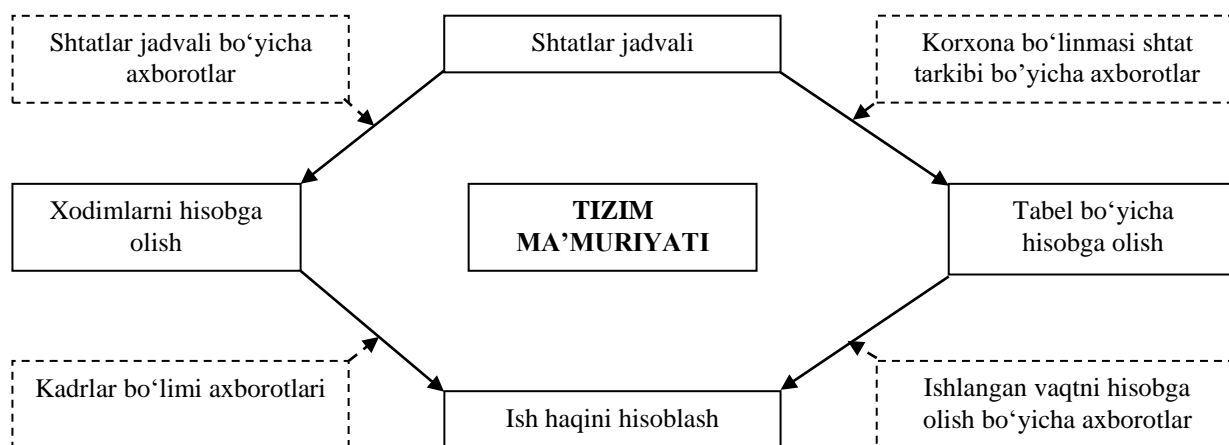 Shtatlar jadvali bo‘yicha
axborotlar
Shtatlar jadvali
Korxona bo‘linmasi shtat
tarkibi bo’yicha axborotlar
Xodimlarni hisobga
olish
TIZIM
MA’MURIYATI
Tabel bo‘yicha
hisobga olish
Kadrlar bo‘limi axborotlari
Ish haqini hisoblash
Ishlangan vaqtni hisobga
olish bo‘yicha axborotlar